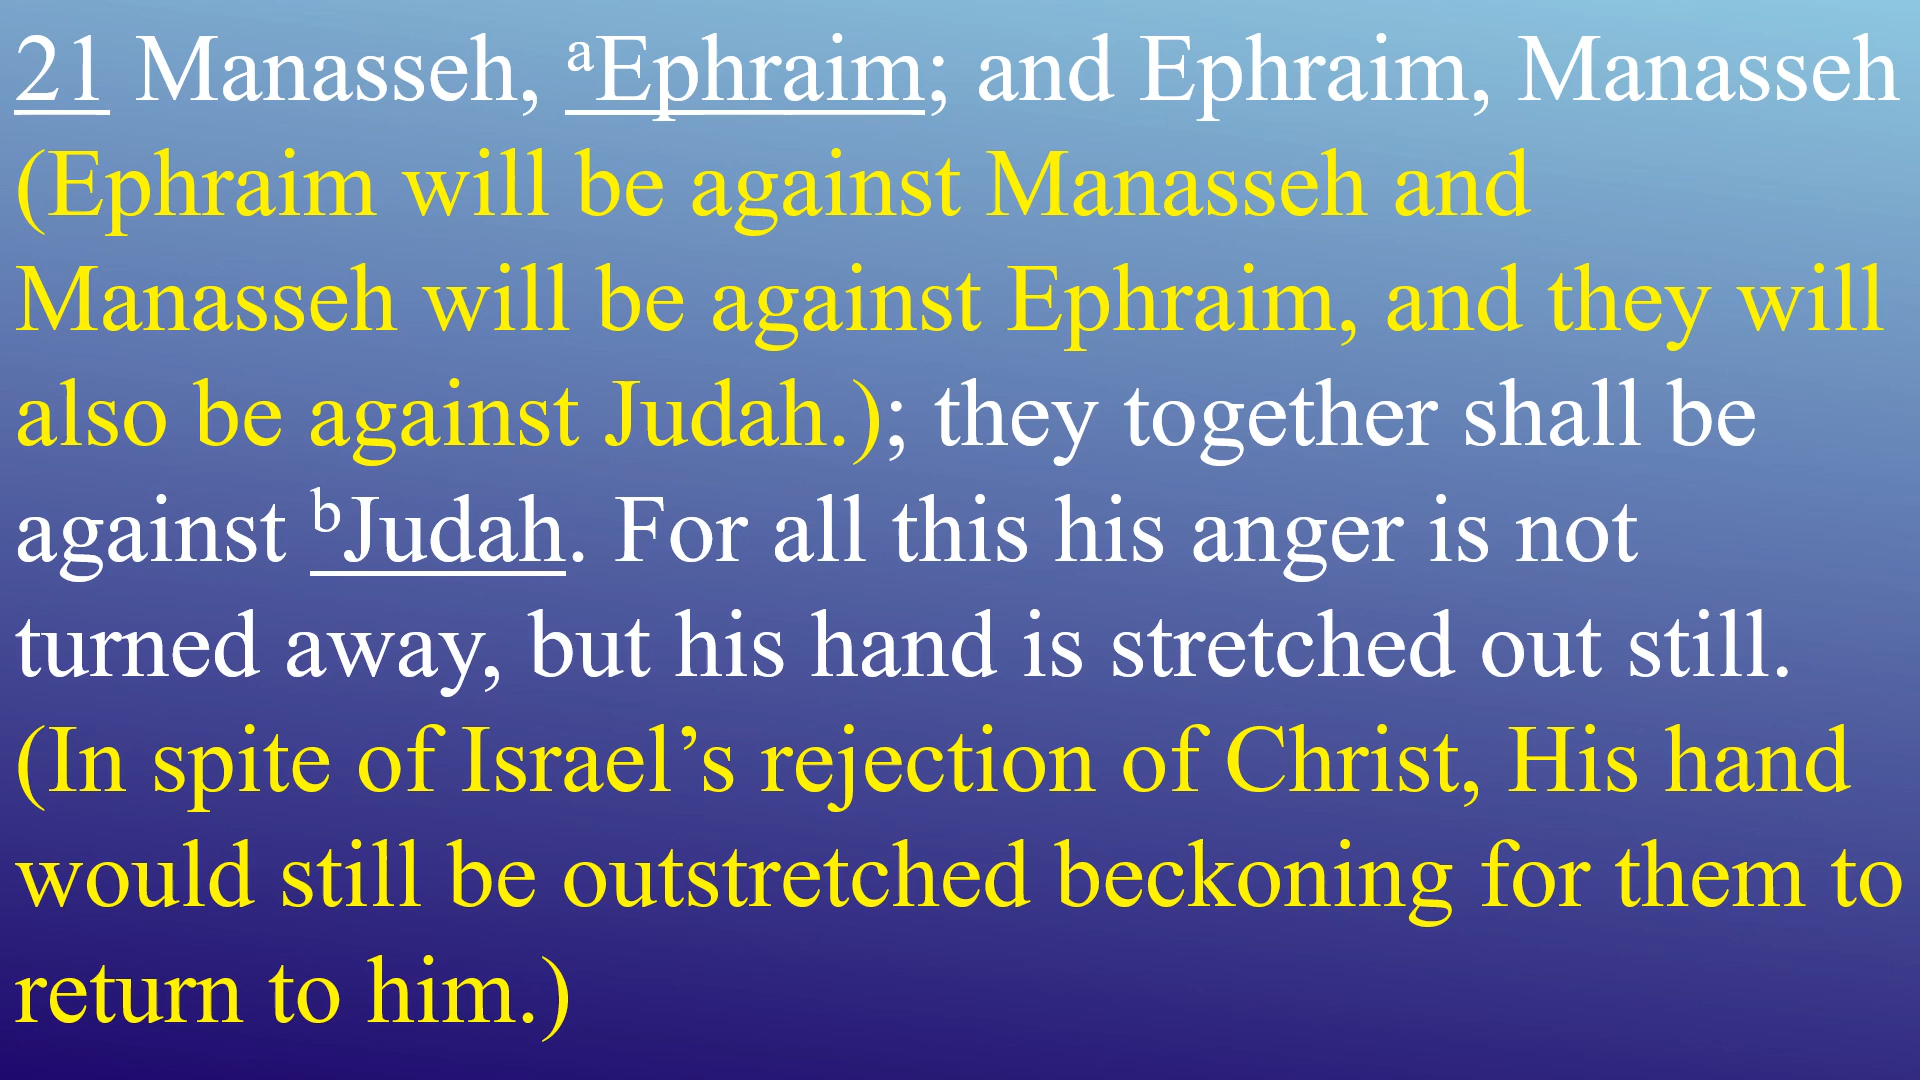 21 Manasseh, aEphraim; and Ephraim, Manasseh
(Ephraim will be against Manasseh and
Manasseh will be against Ephraim, and they will
also be against Judah.); they together shall be
against bJudah. For all this his anger is not
turned away, but his hand is stretched out still.
(In spite of Israel’s rejection of Christ, His hand
would still be outstretched beckoning for them to
return to him.)